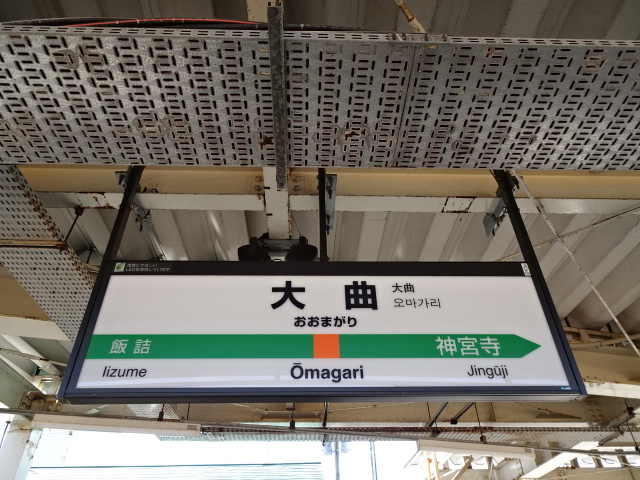 大曲
大曲
오마가리
おおまがり
飯詰
神宮寺
Iizume
Ōmagari
Jingūji